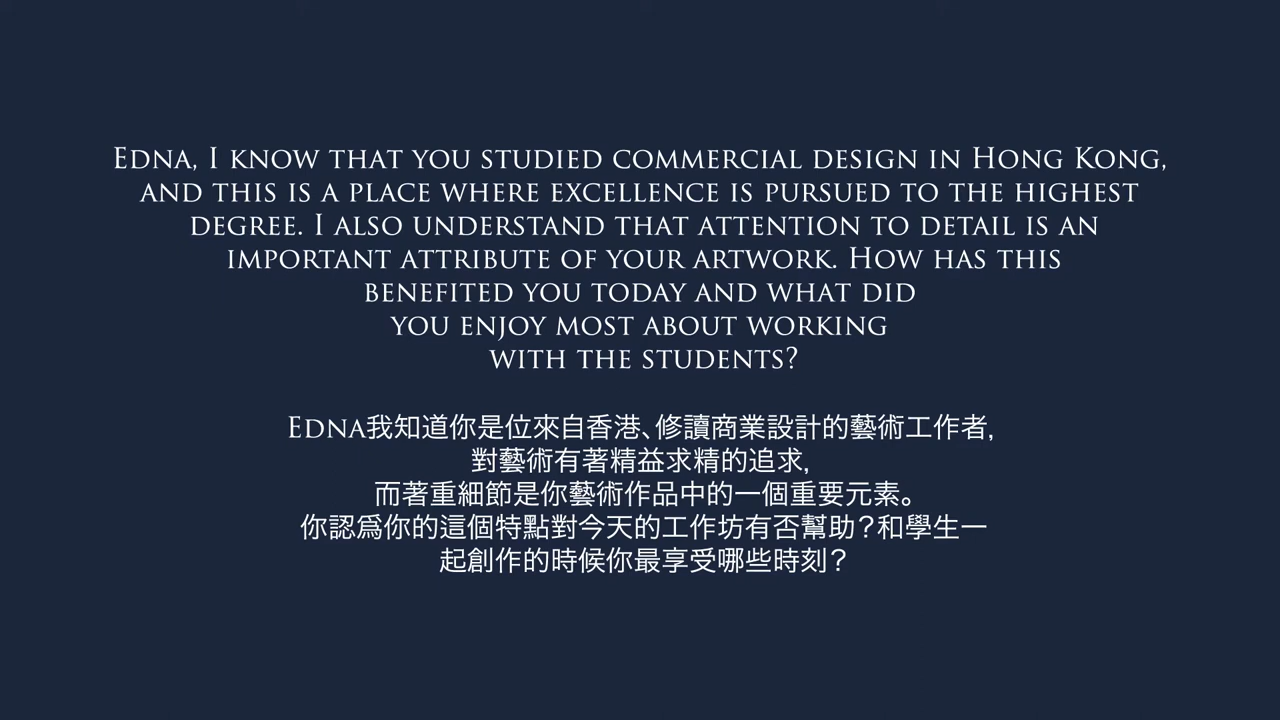 Edna, I know that you studied commercial design in Hong Kong,
and this is a place where excellence is pursued to the highest
degree. I also understand that attention to detail is an
important attribute of your artwork. How has this
benefited you today and what did
you enjoy most about working
with the students?
Edna我知道你是位來自香港、修讀商業設計的藝術工作者,
對藝術有著精益求精的追求,
而著重細節是你藝術作品中的一個重要元素。
你認爲你的這個特點對今天的工作坊有否幫助？和學生一
起創作的時候你最享受哪些時刻？